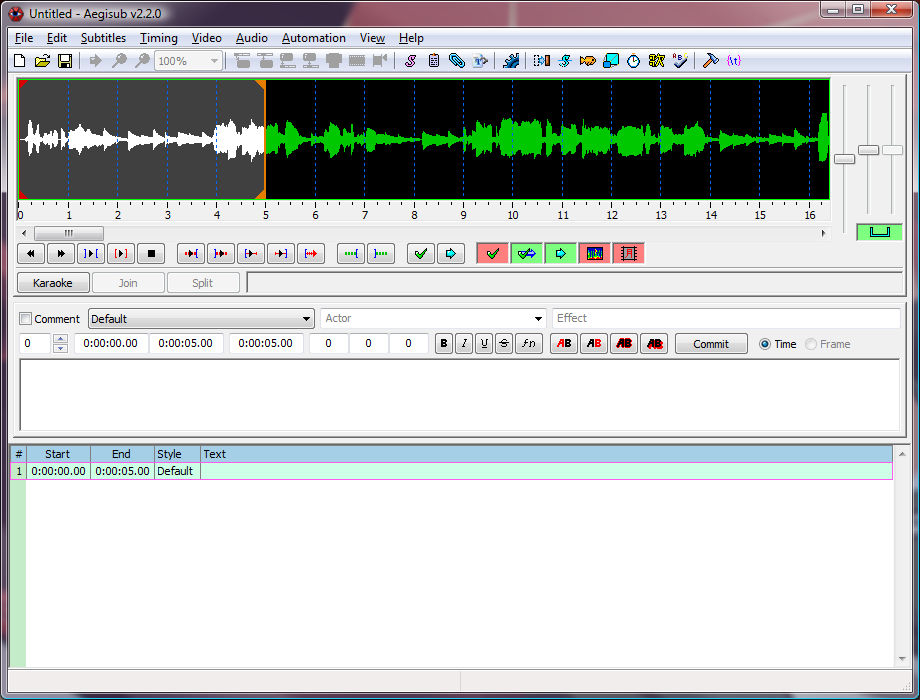 Untitled - Aegisub v2.2.0
File Edit Subtitles Timing Video Audio Automation View Help
100% \t)
0 1 2 3 4 5 6 7 8 9 10 11 12 13 14 15 16
Karaoke Join Split
Comment Default Actor Effect
0 0:00:00.00 0:00:05.00 0:00:05.00 0 0 0 B I U S fn AB AB AB AB Commit Time Frame
# Start End Style Text
1 0:00:00.00 0:00:05.00 Default